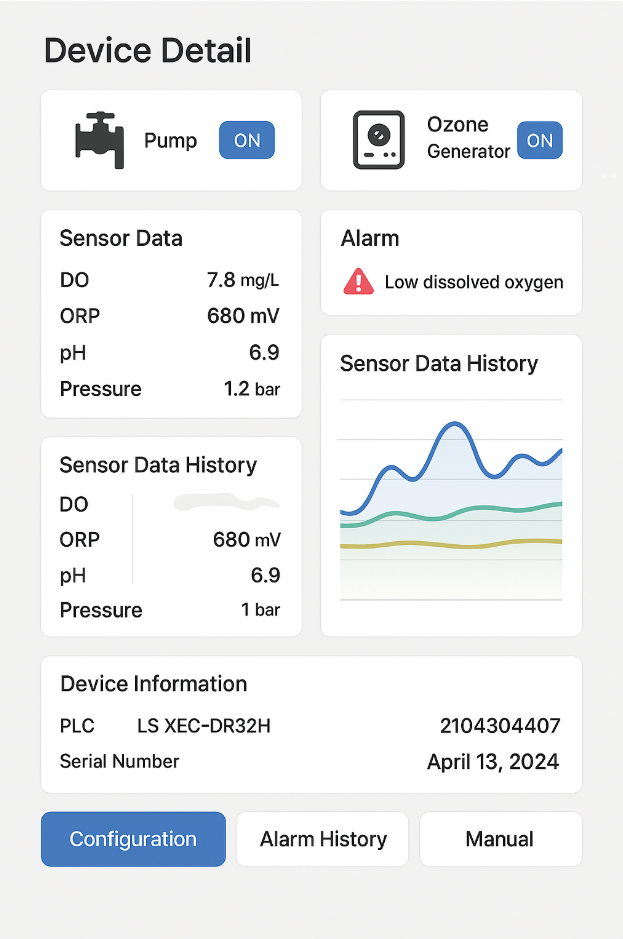 Device Detail
Pump ON
Ozone Generator ON
Sensor Data
DO 7.8 mg/L
ORP 680 mV
pH 6.9
Pressure 1.2 bar
Alarm
Low dissolved oxygen
Sensor Data History
Sensor Data History
DO
ORP 680 mV
pH 6.9
Pressure 1 bar
Device Information
PLC LS XEC-DR32H 2104304407
Serial Number April 13, 2024
Configuration Alarm History Manual